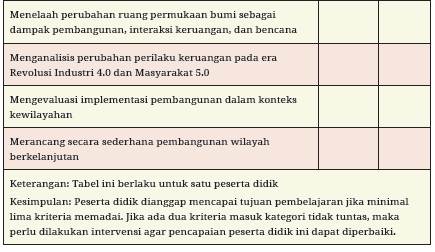 Menelaah perubahan ruang permukaan bumi sebagai
dampak pembangunan, interaksi keruangan, dan bencana
Menganalisis perubahan perilaku keruangan pada era
Revolusi Industri 4.0 dan Masyarakat 5.0
Mengevaluasi implementasi pembangunan dalam konteks
kewilayahan
Merancang secara sederhana pembangunan wilayah
berkelanjutan
Keterangan: Tabel ini berlaku untuk satu peserta didik
Kesimpulan: Peserta didik dianggap mencapai tujuan pembelajaran jika minimal
lima kriteria memadai. Jika ada dua kriteria masuk kategori tidak tuntas, maka
perlu dilakukan intervensi agar pencapaian peserta didik ini dapat diperbaiki.